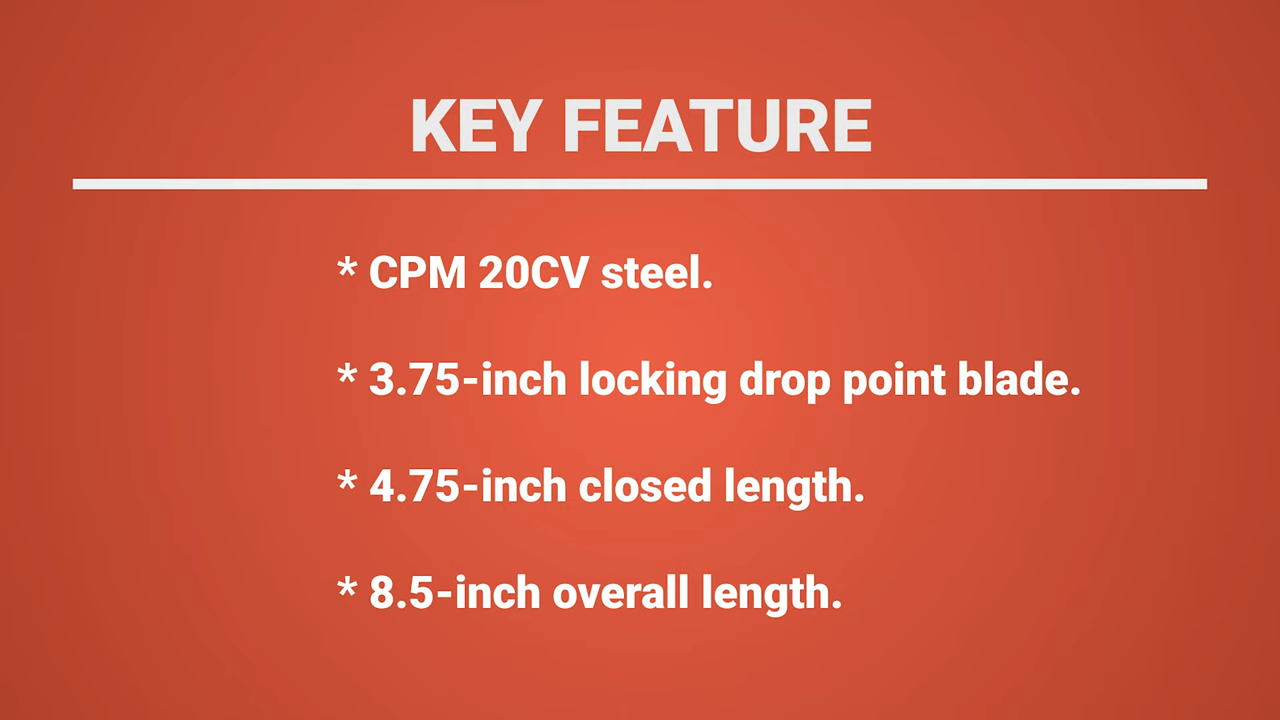 KEY FEATURE
* CPM 20CV steel.
* 3.75-inch locking drop point blade.
* 4.75-inch closed length.
* 8.5-inch overall length.